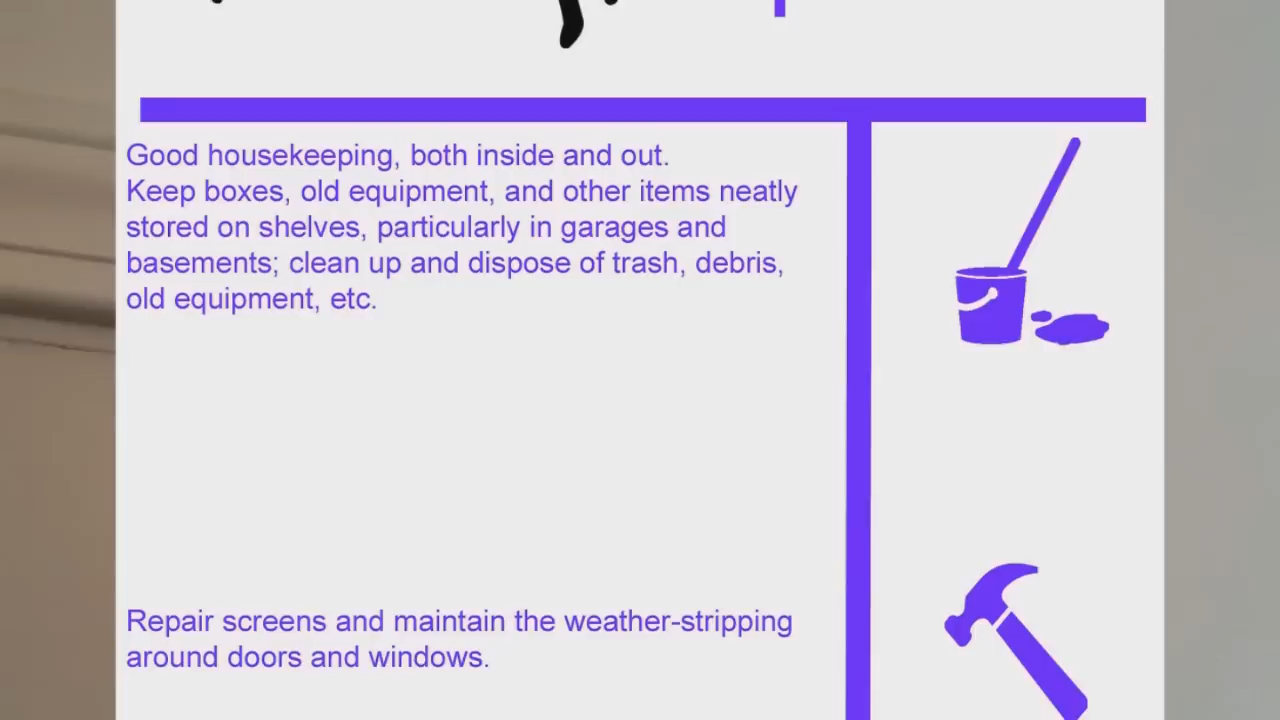 Good housekeeping, both inside and out.
Keep boxes, old equipment, and other items neatly
stored on shelves, particularly in garages and
basements; clean up and dispose of trash, debris,
old equipment, etc.
Repair screens and maintain the weather-stripping
around doors and windows.